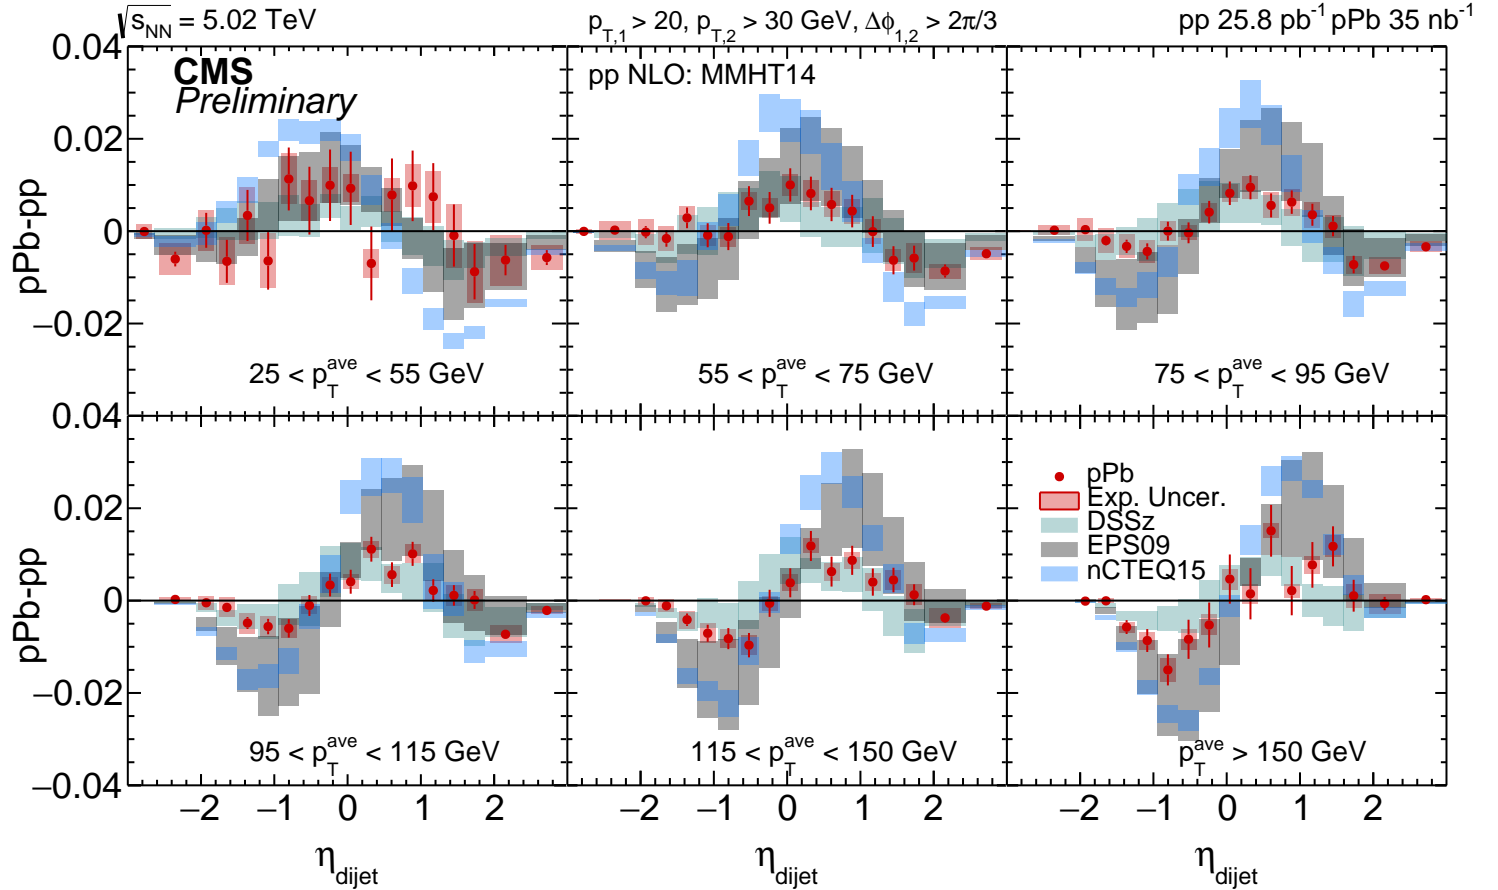 √s_NN = 5.02 TeV
p_T,1 > 20, p_T,2 > 30 GeV, Δϕ_1,2 > 2π/3
pp 25.8 pb⁻¹ pPb 35 nb⁻¹
CMS
Preliminary
pp NLO: MMHT14
0.04
0.02
0
−0.02
pPb-pp
25 < p_T^ave < 55 GeV
55 < p_T^ave < 75 GeV
75 < p_T^ave < 95 GeV
0.04
0.02
0
−0.02
−0.04
pPb-pp
pPb
Exp. Uncer.
DSSz
EPS09
nCTEQ15
95 < p_T^ave < 115 GeV
115 < p_T^ave < 150 GeV
p_T^ave > 150 GeV
−2 −1 0 1 2
−2 −1 0 1 2
−2 −1 0 1 2
η_dijet
η_dijet
η_dijet